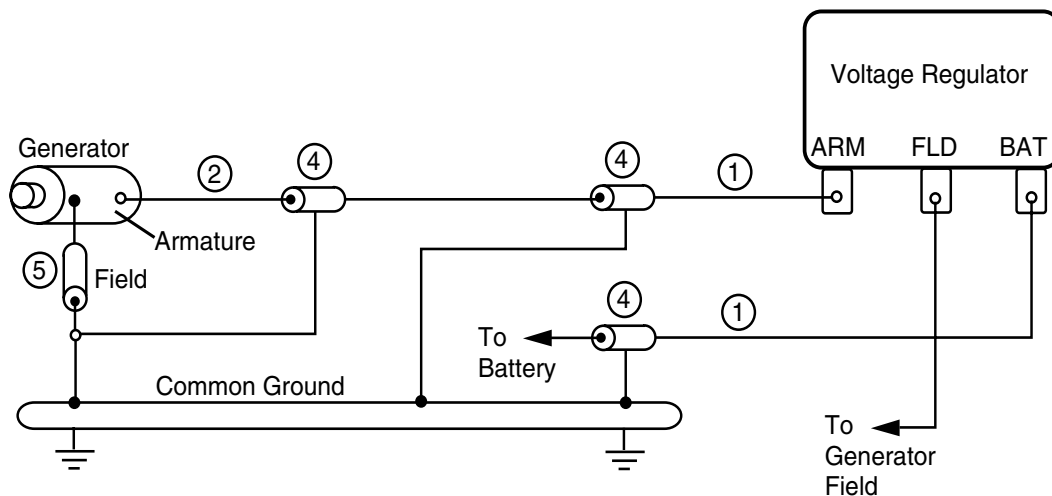 Voltage Regulator
ARM FLD BAT
Generator
2
4
4
1
Armature
5
Field
4
1
To
Battery
Common Ground
To
Generator
Field